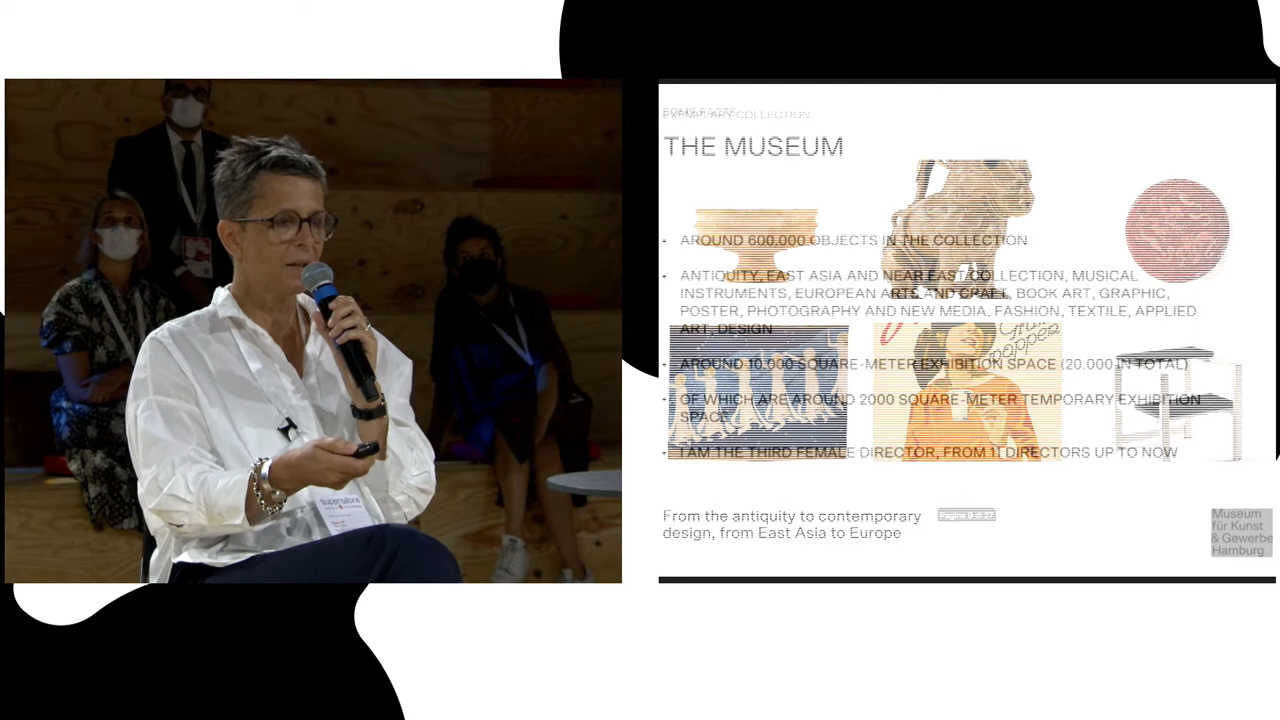 EXEMPLARY COLLECTION
THE MUSEUM
- AROUND 600.000 OBJECTS IN THE COLLECTION
- ANTIQUITY, EAST ASIA AND NEAR EAST COLLECTION, MUSICAL
INSTRUMENTS, EUROPEAN ARTS AND CRAFT, BOOK ART, GRAPHIC,
POSTER, PHOTOGRAPHY AND NEW MEDIA, FASHION, TEXTILE, APPLIED
ART, DESIGN
- AROUND 10.000 SQUARE-METER EXHIBITION SPACE (20.000 IN TOTAL)
- OF WHICH ARE AROUND 2000 SQUARE-METER TEMPORARY EXHIBITION
SPACE
- I AM THE THIRD FEMALE DIRECTOR, FROM 11 DIRECTORS UP TO NOW
From the antiquity to contemporary
design, from East Asia to Europe
Museum
für Kunst
& Gewerbe
Hamburg